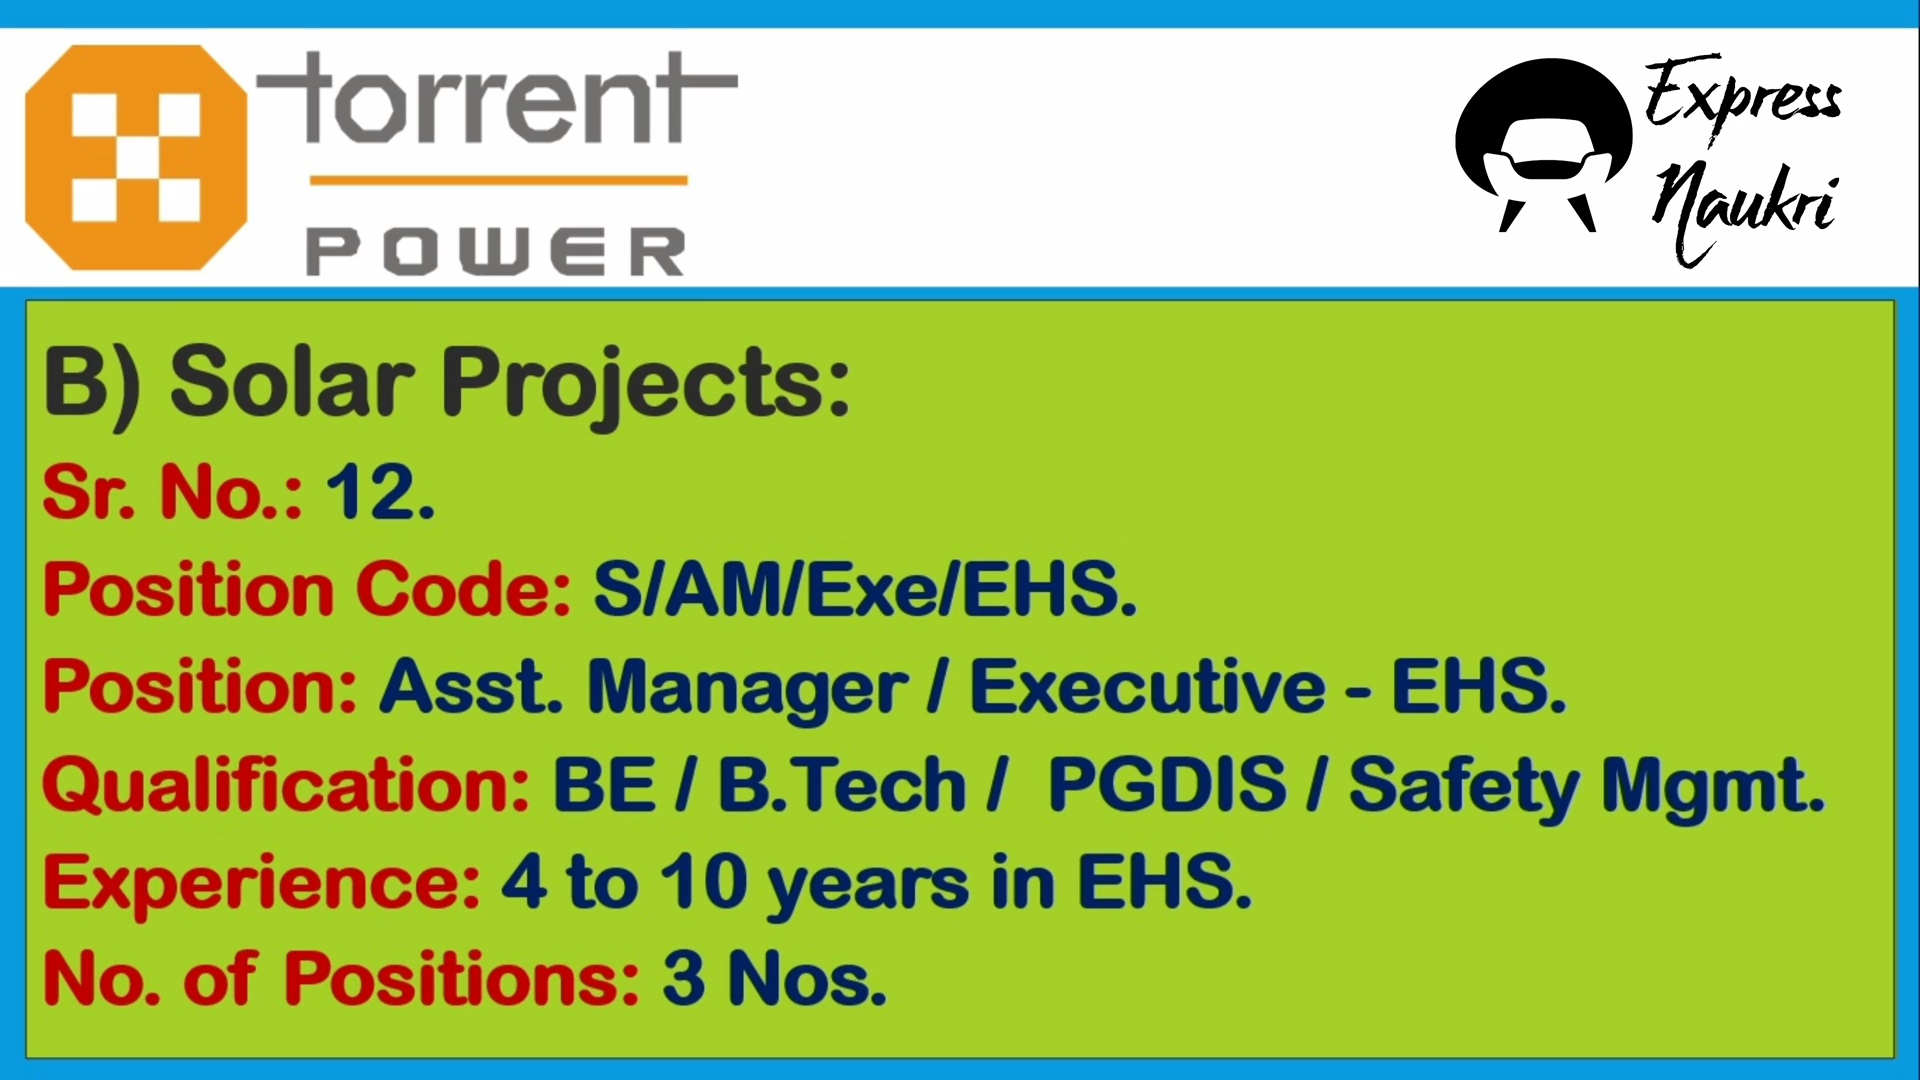 torrent
POWER
Express
Naukri
B) Solar Projects:
Sr. No.: 12.
Position Code: S/AM/Exe/EHS.
Position: Asst. Manager / Executive - EHS.
Qualification: BE / B.Tech /  PGDIS / Safety Mgmt.
Experience: 4 to 10 years in EHS.
No. of Positions: 3 Nos.